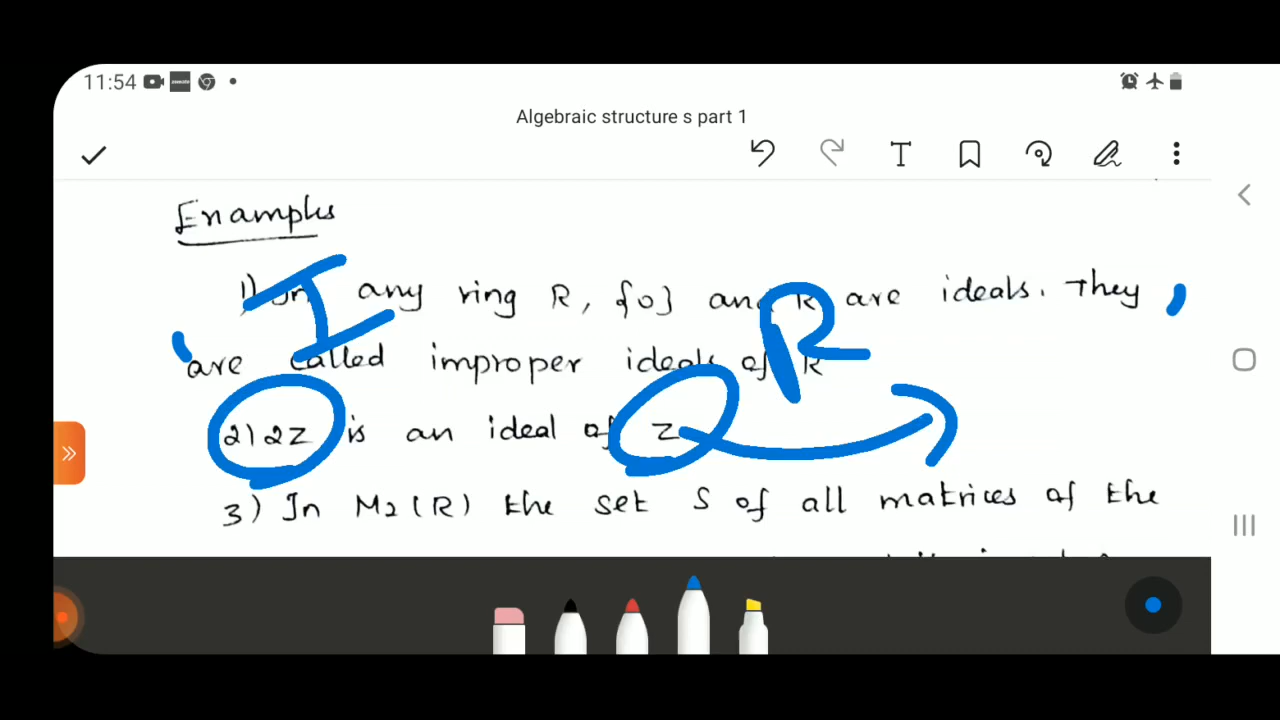 11:54
Algebraic structure s part 1
Examples
1) In any ring R, {0} and R are ideals. They
are called improper ideals of R
2) 2Z is an ideal of Z
3) In M2(R) the set S of all matrices of the
I
R